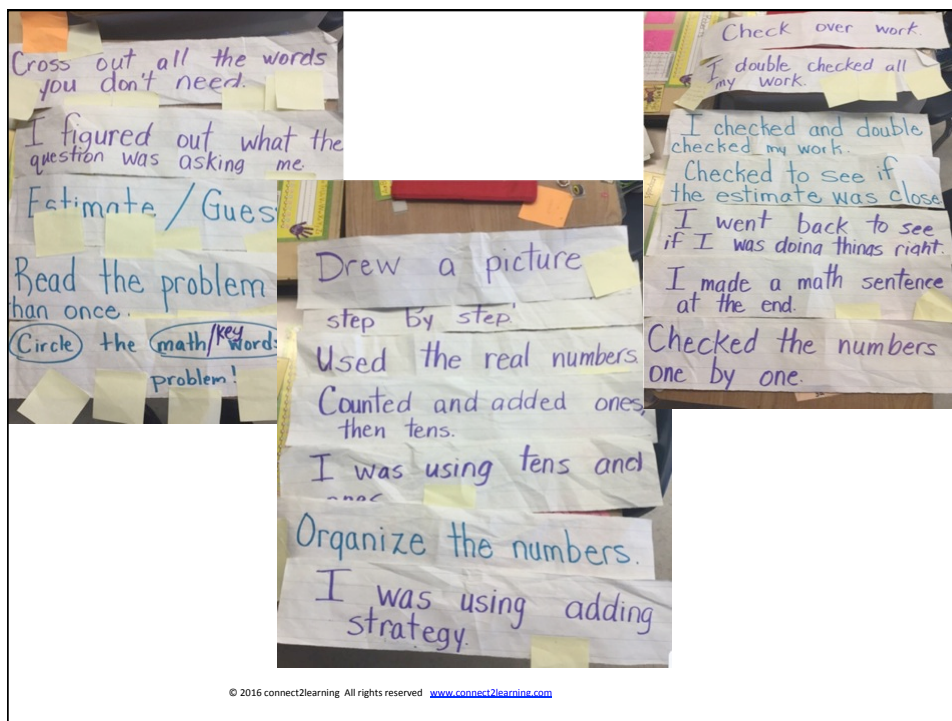 Cross out all the words
you don't need.
I figured out what the
question was asking me.
Estimate / Gues
Read the problem
than once.
Circle the math/key words
problem!
Drew a picture
step by step.
Used the real numbers.
Counted and added ones,
then tens.
I was using tens and
ones
Organize the numbers.
I was using adding
strategy.
Check over work.
I double checked all
my work.
I checked and double
checked my work.
Checked to see if
the estimate was close
I went back to see
if I was doing things right.
I made a math sentence
at the end.
Checked the numbers
one by one.
© 2016 connect2learning All rights reserved www.connect2learning.com